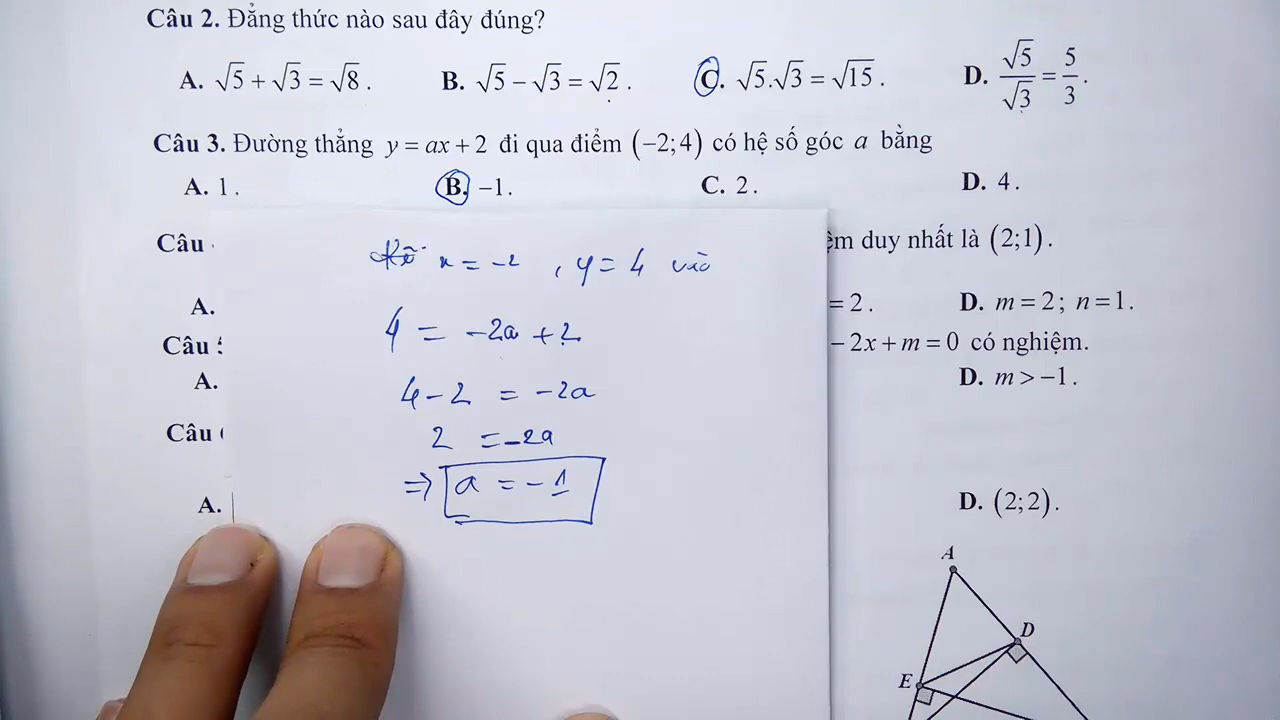 Câu 2. Đẳng thức nào sau đây đúng?
A. √5 + √3 = √8 . B. √5 − √3 = √2 . C. √5.√3 = √15 . D. √5/√3 = 5/3 .
Câu 3. Đường thẳng y = ax + 2 đi qua điểm (−2;4) có hệ số góc a bằng
A. 1 . B. −1. C. 2 . D. 4 .
Câu
duy nhất là (2;1).
x = -2 , y = 4 vào
A. = 2 . D. m = 2; n = 1.
4 = -2a + 2
Câu − 2x + m = 0 có nghiệm.
A. D. m > −1 .
4 - 2 = -2a
Câu
2 = -2a
⇒ a = -1
A. D. (2;2).
A
D
E